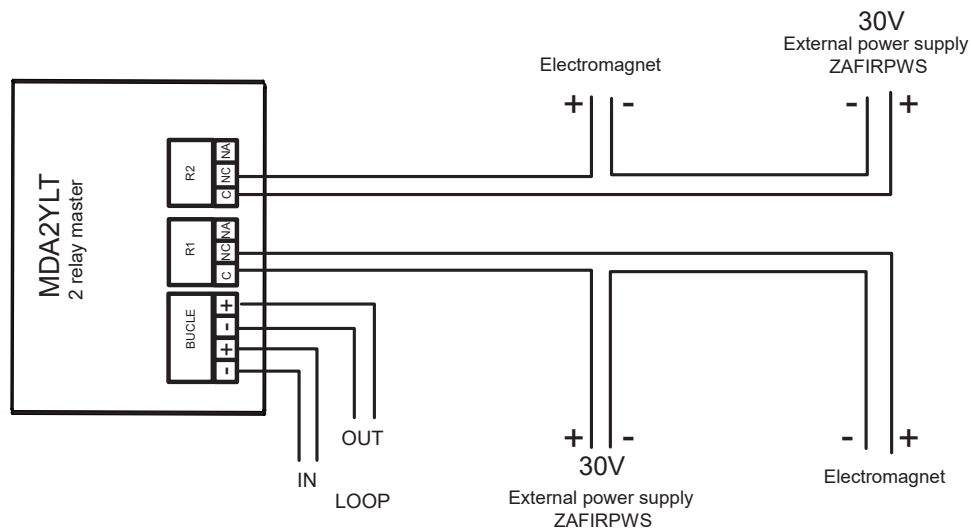 30V
External power supply
ZAFIRPWS
Electromagnet
+ -
- +
MDA2YLT
2 relay master
R2
NA
NC
C
R1
NA
NC
C
BUCLE
+
-
+
-
OUT
IN
LOOP
+ -
30V
External power supply
ZAFIRPWS
- +
Electromagnet